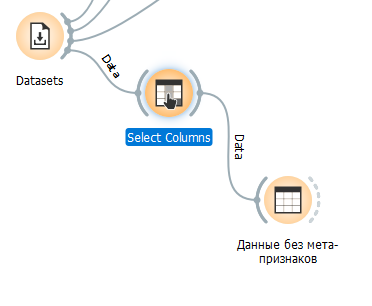 Data
Datasets
Select Columns
Data
Данные без мета-
признаков